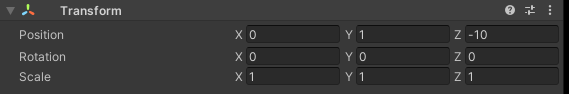 Transform
Position X 0 Y 1 Z -10
Rotation X 0 Y 0 Z 0
Scale X 1 Y 1 Z 1